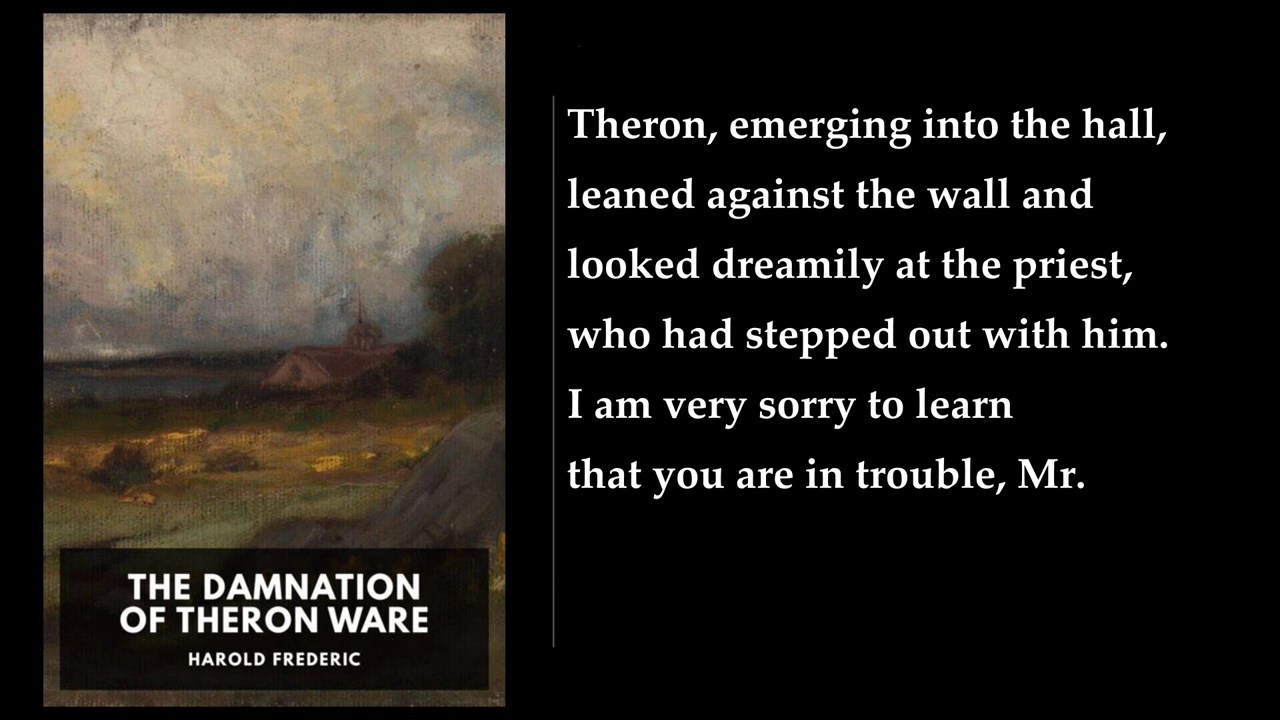 THE DAMNATION
OF THERON WARE
HAROLD FREDERIC
Theron, emerging into the hall,
leaned against the wall and
looked dreamily at the priest,
who had stepped out with him.
I am very sorry to learn
that you are in trouble, Mr.